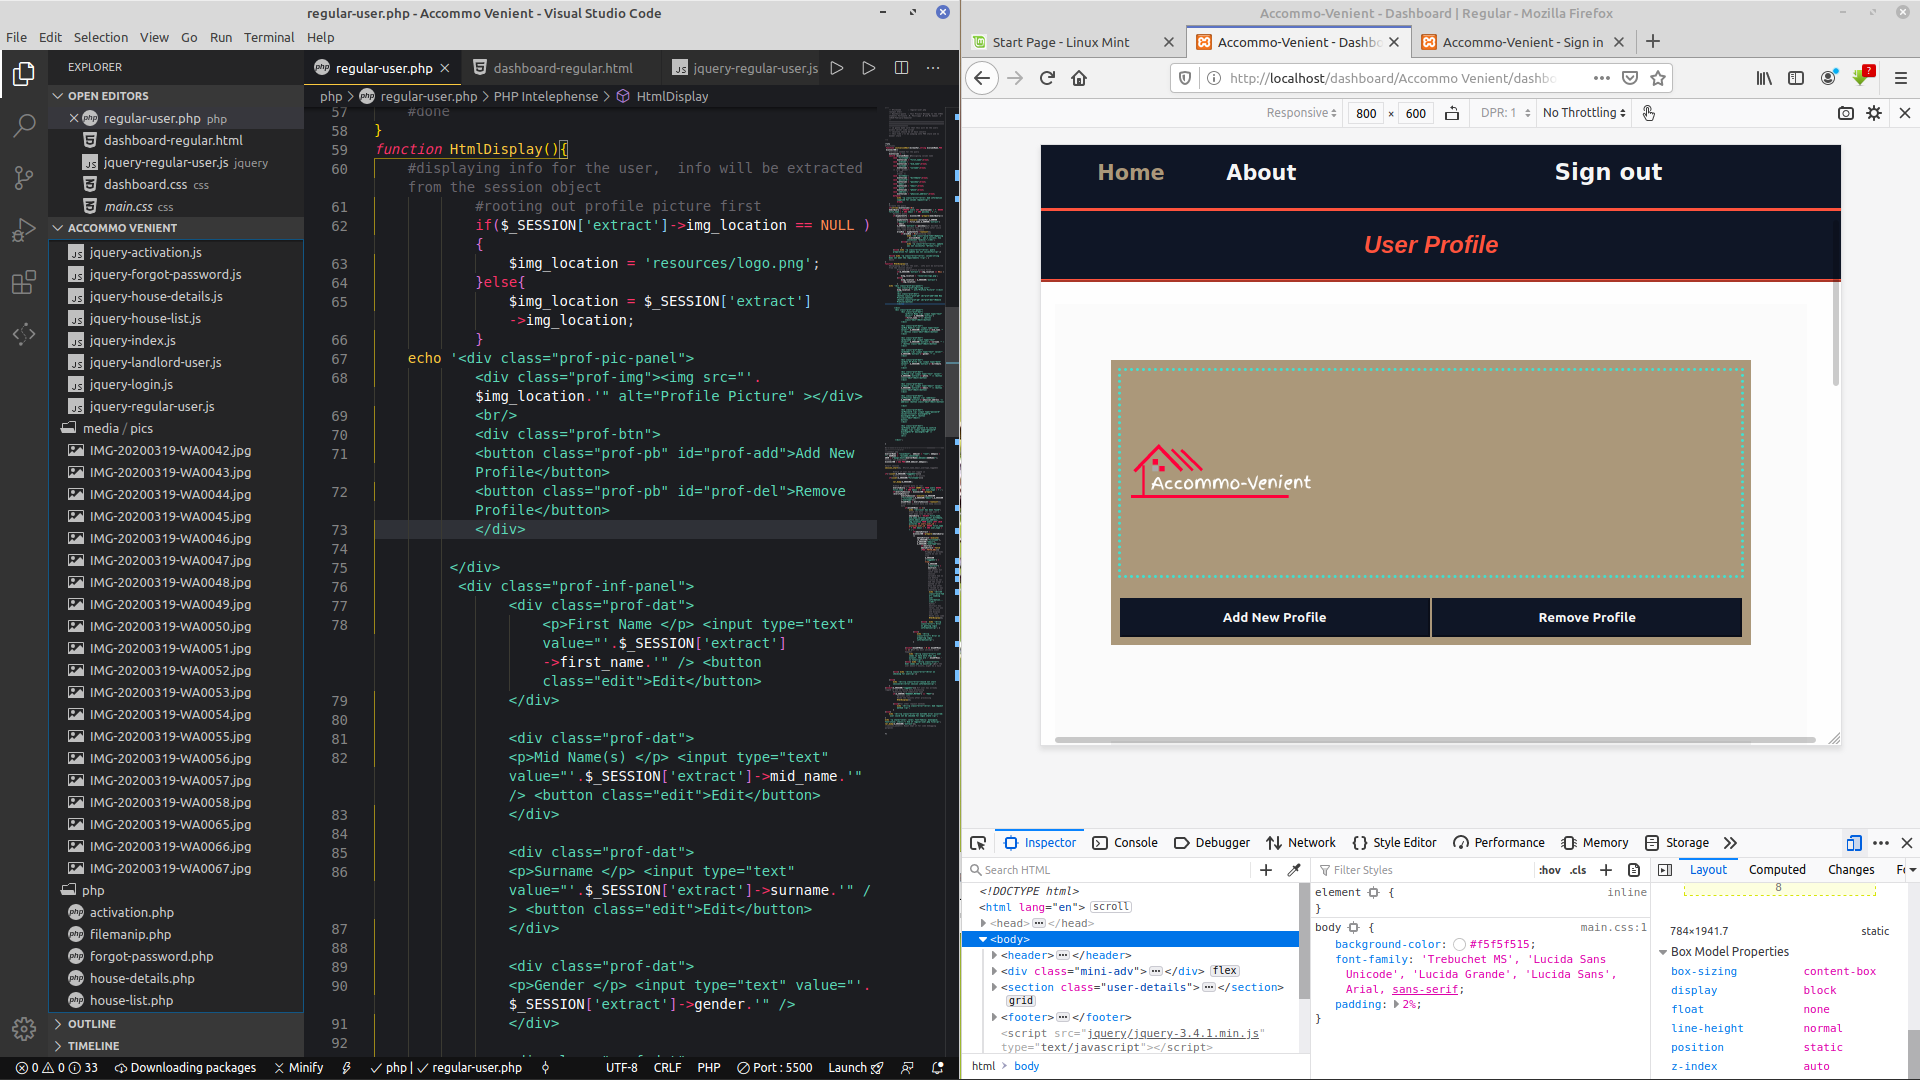 regular-user.php - Accommo Venient - Visual Studio Code
File Edit Selection View Go Run Terminal Help
EXPLORER
OPEN EDITORS
regular-user.php php
dashboard-regular.html
jquery-regular-user.js jquery
dashboard.css css
main.css css
ACCOMMO VENIENT
jquery-activation.js
jquery-forgot-password.js
jquery-house-details.js
jquery-house-list.js
jquery-index.js
jquery-landlord-user.js
jquery-login.js
jquery-regular-user.js
media / pics
IMG-20200319-WA0042.jpg
IMG-20200319-WA0043.jpg
IMG-20200319-WA0044.jpg
IMG-20200319-WA0045.jpg
IMG-20200319-WA0046.jpg
IMG-20200319-WA0047.jpg
IMG-20200319-WA0048.jpg
IMG-20200319-WA0049.jpg
IMG-20200319-WA0050.jpg
IMG-20200319-WA0051.jpg
IMG-20200319-WA0052.jpg
IMG-20200319-WA0053.jpg
IMG-20200319-WA0054.jpg
IMG-20200319-WA0055.jpg
IMG-20200319-WA0056.jpg
IMG-20200319-WA0057.jpg
IMG-20200319-WA0058.jpg
IMG-20200319-WA0065.jpg
IMG-20200319-WA0066.jpg
IMG-20200319-WA0067.jpg
php
activation.php
filemanip.php
forgot-password.php
house-details.php
house-list.php
OUTLINE
TIMELINE
regular-user.php dashboard-regular.html jquery-regular-user.js
php > regular-user.php > PHP Intelephense > HtmlDisplay
57 #done
58 }
59 function HtmlDisplay(){
60 #displaying info for the user, info will be extracted
from the session object
61 #rooting out profile picture first
62 if($_SESSION['extract']->img_location == NULL )
{
63 $img_location = 'resources/logo.png';
64 }else{
65 $img_location = $_SESSION['extract']
->img_location;
66 }
67 echo '<div class="prof-pic-panel">
68 <div class="prof-img"><img src="'.
$img_location.'" alt="Profile Picture" ></div>
69 <br/>
70 <div class="prof-btn">
71 <button class="prof-pb" id="prof-add">Add New
Profile</button>
72 <button class="prof-pb" id="prof-del">Remove
Profile</button>
73 </div>
74
75 </div>
76 <div class="prof-inf-panel">
77 <div class="prof-dat">
78 <p>First Name </p> <input type="text"
value="'.$_SESSION['extract']
->first_name.'" /> <button
class="edit">Edit</button>
79 </div>
80
81 <div class="prof-dat">
82 <p>Mid Name(s) </p> <input type="text"
value="'.$_SESSION['extract']->mid_name.'"
/> <button class="edit">Edit</button>
83 </div>
84
85 <div class="prof-dat">
86 <p>Surname </p> <input type="text"
value="'.$_SESSION['extract']->surname.'" /
> <button class="edit">Edit</button>
87 </div>
88
89 <div class="prof-dat">
90 <p>Gender </p> <input type="text" value="'.
$_SESSION['extract']->gender.'" />
91 </div>
92
0 0 33 Downloading packages Minify php | regular-user.php UTF-8 CRLF PHP Port : 5500 Launch
Accommo-Venient - Dashboard | Regular - Mozilla Firefox
Start Page - Linux Mint Accommo-Venient - Dashb Accommo-Venient - Sign in
http://localhost/dashboard/Accommo Venient/dashbo
Responsive 800 × 600 DPR: 1 No Throttling
Home About Sign out
User Profile
Accommo-Venient
Add New Profile Remove Profile
Inspector Console Debugger Network Style Editor Performance Memory Storage
Search HTML
<!DOCTYPE html>
<html lang="en"> scroll
<head> </head>
<body>
<header> </header>
<div class="mini-adv"> </div> flex
<section class="user-details"> </section>
grid
<footer> </footer>
<script src="jquery/jquery-3.4.1.min.js"
type="text/javascript"></script>
html > body
Filter Styles :hov .cls
element { inline
}
body { main.css:1
background-color: #f5f5f515;
font-family: 'Trebuchet MS', 'Lucida Sans
Unicode', 'Lucida Grande', 'Lucida Sans',
Arial, sans-serif;
padding: 2%;
}
Layout Computed Changes
8
784×1941.7 static
Box Model Properties
box-sizing content-box
display block
float none
line-height normal
position static
z-index auto